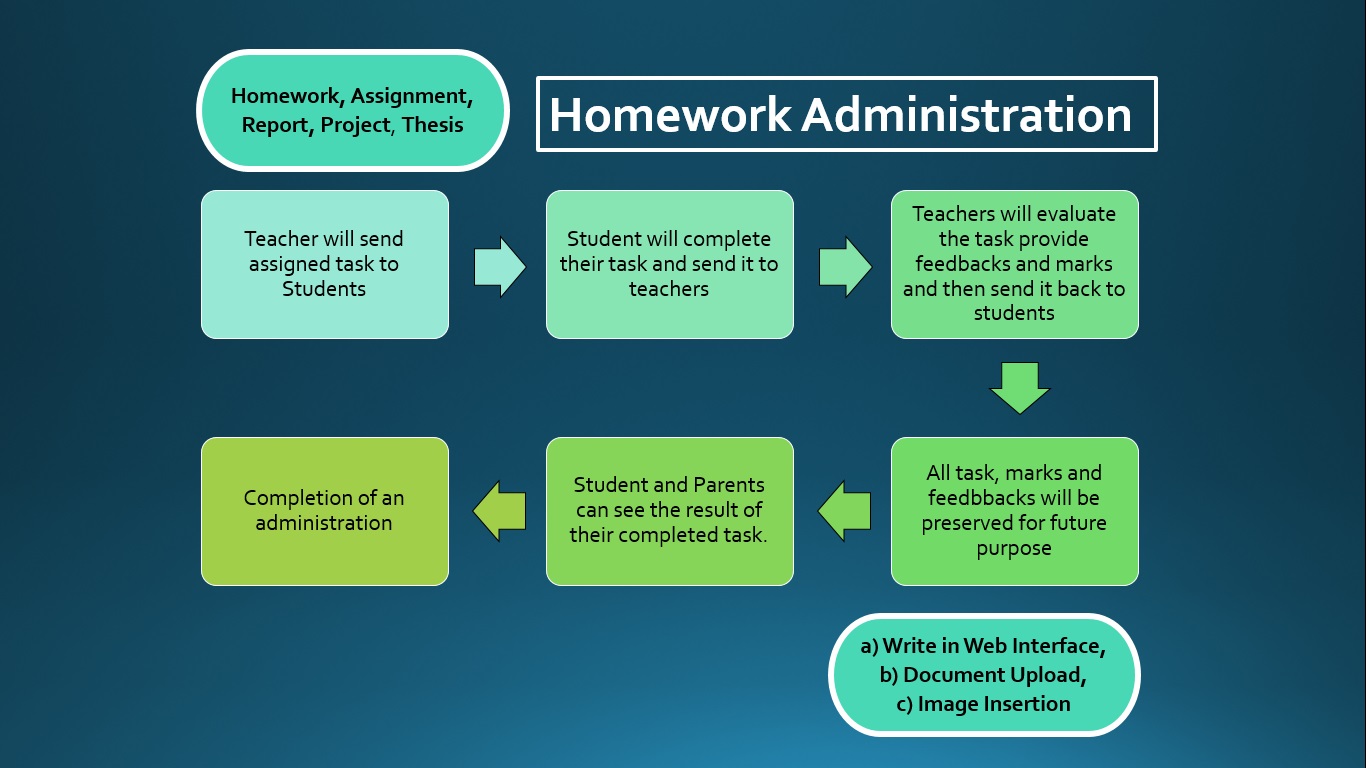 Homework, Assignment,
Report, Project, Thesis
Homework Administration
Teacher will send
assigned task to
Students
Student will complete
their task and send it to
teachers
Teachers will evaluate
the task provide
feedbacks and marks
and then send it back to
students
All task, marks and
feedbbacks will be
preserved for future
purpose
Student and Parents
can see the result of
their completed task.
Completion of an
administration
a) Write in Web Interface,
b) Document Upload,
c) Image Insertion